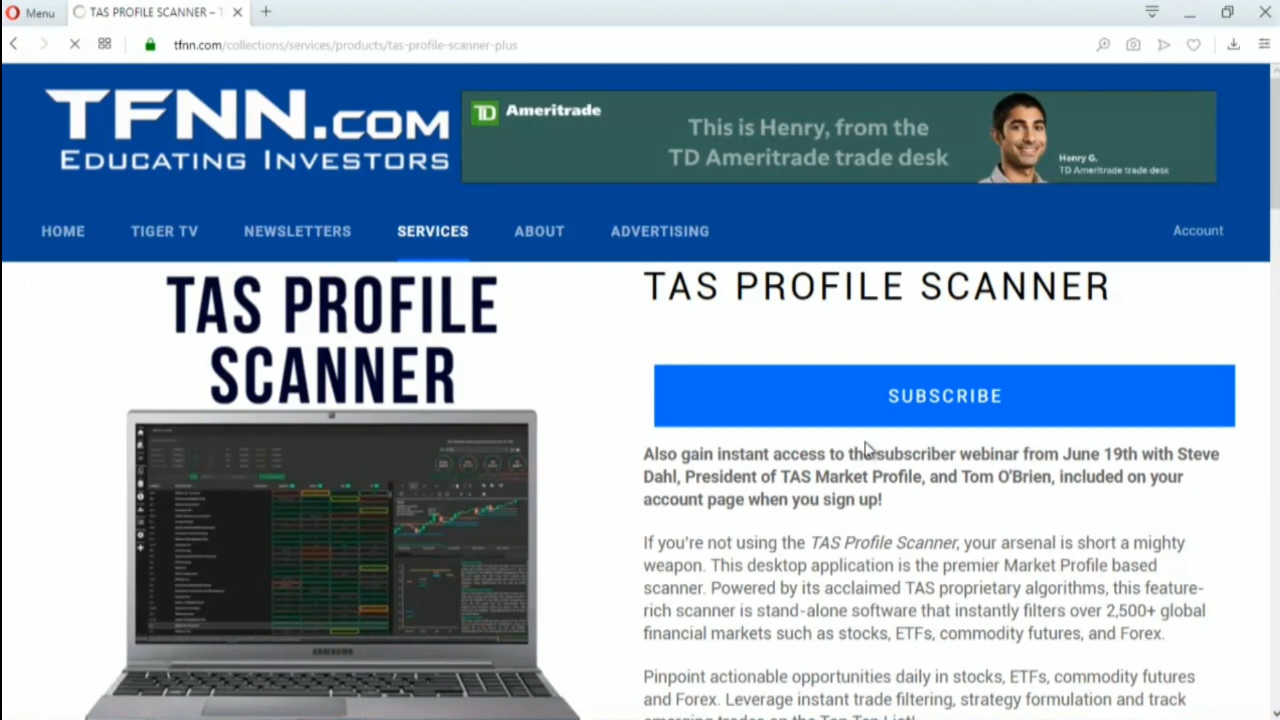 Menu
TAS PROFILE SCANNER – T
tfnn.com/collections/services/products/tas-profile-scanner-plus
TFNN.COM
EDUCATING INVESTORS
TD Ameritrade
This is Henry, from the
TD Ameritrade trade desk
Henry G.
TD Ameritrade trade desk
HOME
TIGER TV
NEWSLETTERS
SERVICES
ABOUT
ADVERTISING
Account
TAS PROFILE
SCANNER
SAMSUNG
TAS PROFILE SCANNER
SUBSCRIBE
Also gain instant access to the subscriber webinar from June 19th with Steve
Dahl, President of TAS Market Profile, and Tom O'Brien, included on your
account page when you sign up!
If you're not using the TAS Profile Scanner, your arsenal is short a mighty
weapon. This desktop application is the premier Market Profile based
scanner. Powered by its acclaimed TAS proprietary algorithms, this feature-
rich scanner is stand-alone software that instantly filters over 2,500+ global
financial markets such as stocks, ETFs, commodity futures, and Forex.
Pinpoint actionable opportunities daily in stocks, ETFs, commodity futures
and Forex. Leverage instant trade filtering, strategy formulation and track
emerging trades on the Top Ten List!